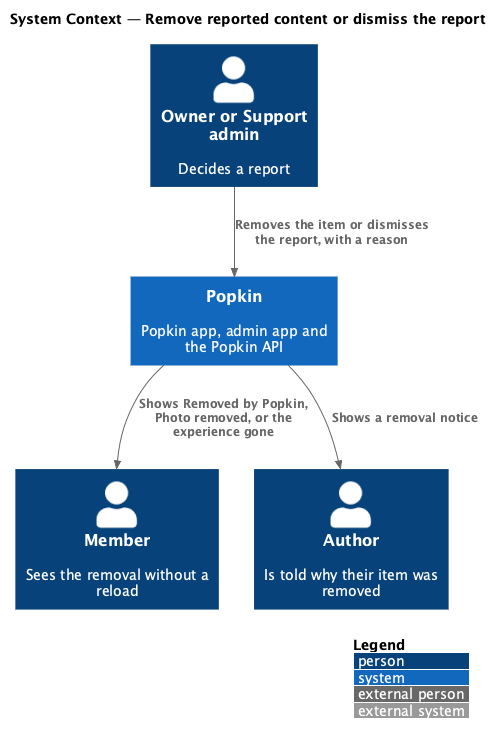 System Context — Remove reported content or dismiss the report
Owner or Support
admin
Decides a report
Removes the item or dismisses
the report, with a reason
Popkin
Popkin app, admin app and
the Popkin API
Shows Removed by Popkin,
Photo removed, or the
experience gone
Shows a removal notice
Member
Sees the removal without a
reload
Author
Is told why their item was
removed
Legend
person
system
external person
external system